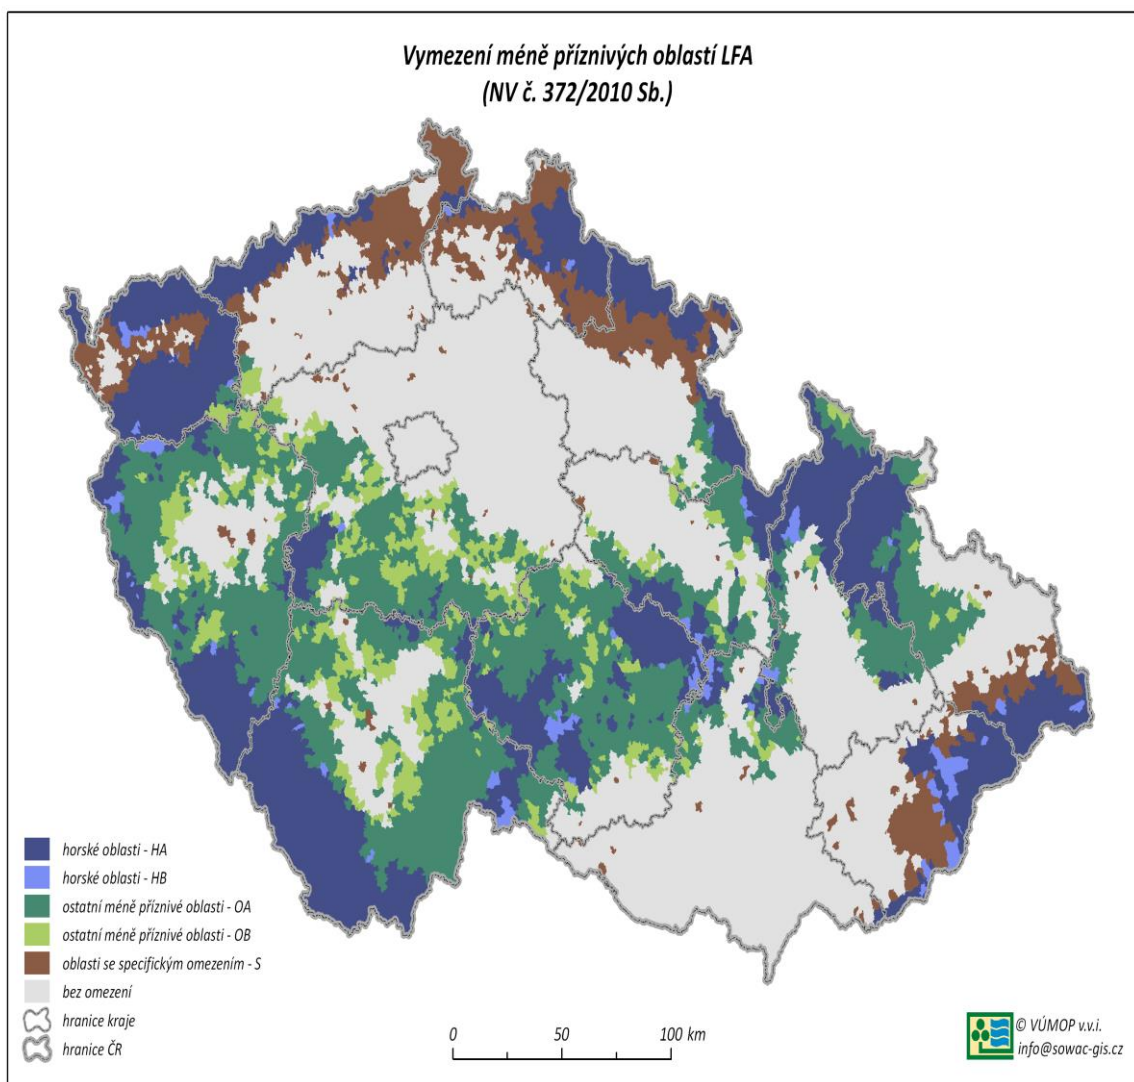 Vymezení méně příznivých oblastí LFA
(NV č. 372/2010 Sb.)
horské oblasti - HA
horské oblasti - HB
ostatní méně příznivé oblasti - OA
ostatní méně příznivé oblasti - OB
oblasti se specifickým omezením - S
bez omezení
hranice kraje
hranice ČR
0 50 100 km
© VÚMOP v.v.i.
info@sowac-gis.cz